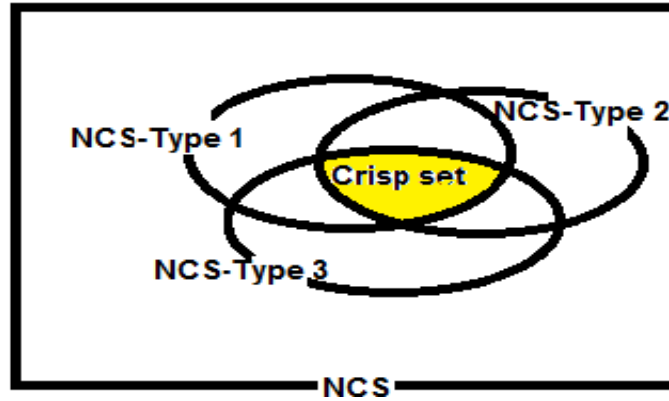 NCS-Type 1
NCS-Type 2
Crisp set
NCS-Type 3
NCS